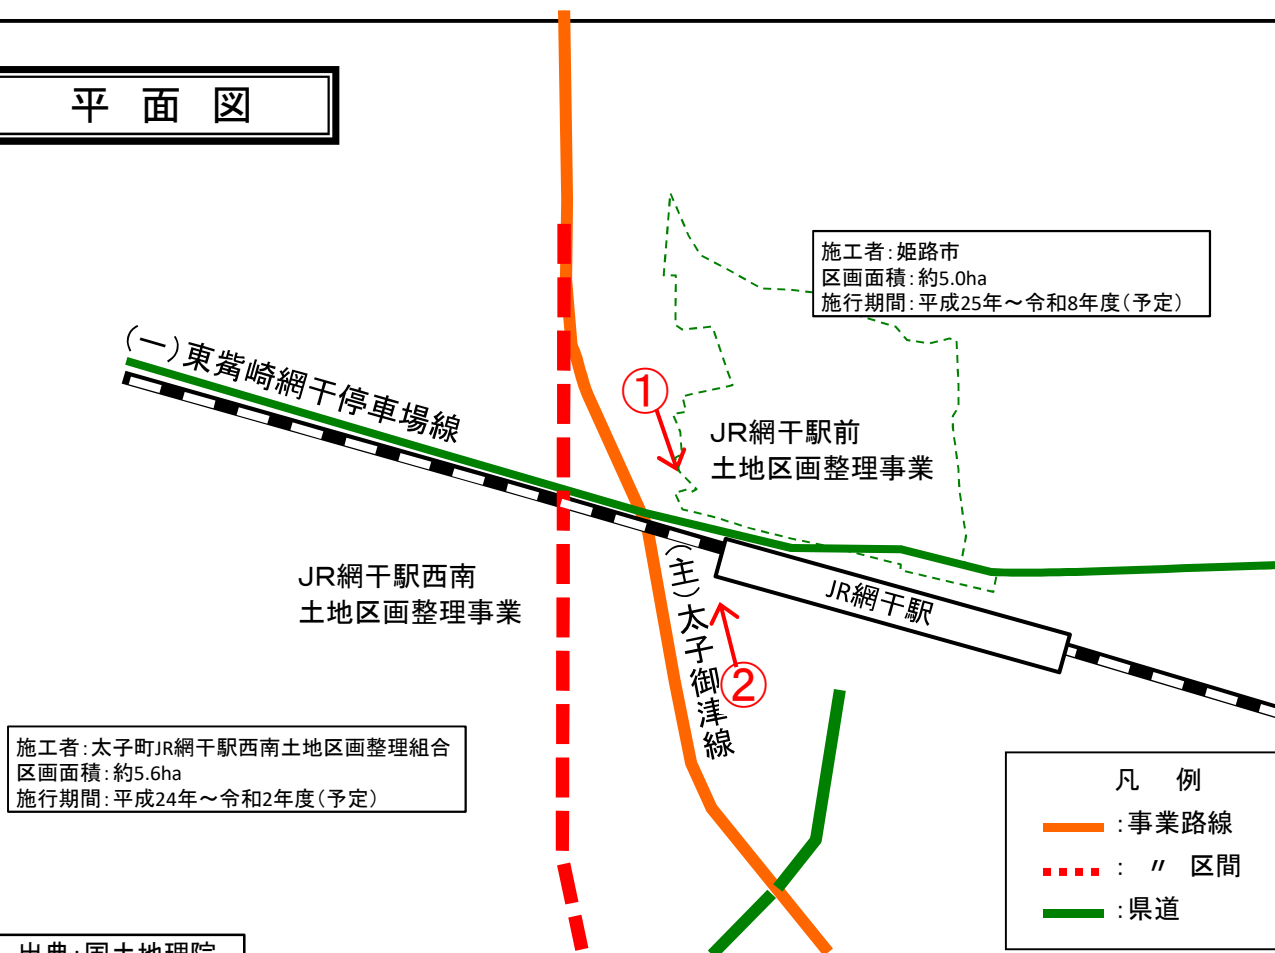 平面図
施工者：姫路市
区画面積：約5.0ha
施行期間：平成25年～令和8年度（予定）
（一）東觜崎網干停車場線
①
JR網干駅前
土地区画整理事業
JR網干駅西南
土地区画整理事業
JR網干駅
（主）太子御津線
②
施工者：太子町JR網干駅西南土地区画整理組合
区画面積：約5.6ha
施行期間：平成24年～令和2年度（予定）
凡　例
：事業路線
：〃　区間
：県道
出典：国土地理院